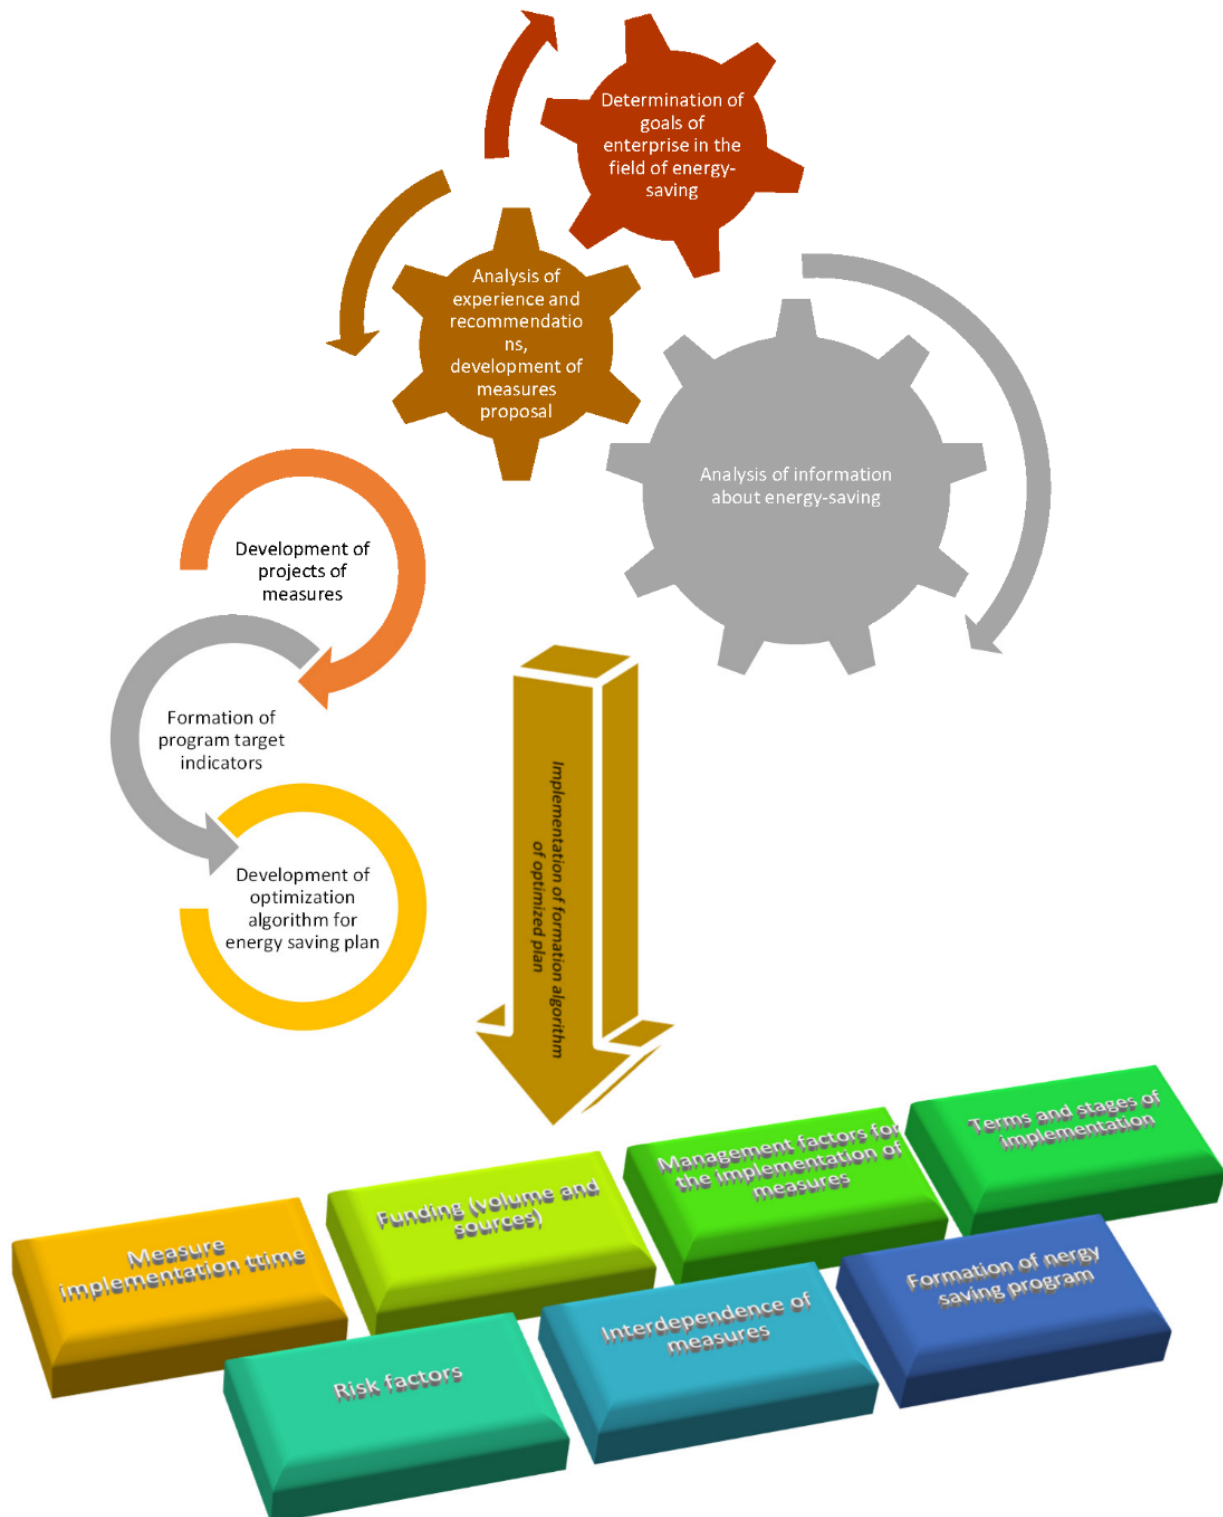 Determination of
goals of
enterprise in the
field of energy-
saving
Analysis of
experience and
recommendatio
ns,
development of
measures
proposal
Analysis of information
about energy-saving
Development of
projects of
measures
Formation of
program target
indicators
Development of
optimization
algorithm for
energy saving plan
Implementation of formation algorithm
of optimized plan
Terms and stages of
implementation
Management factors for
the implementation of
measures
Funding (volume and
sources)
Measure
implementation ttime
Formation of nergy
saving program
Interdependence of
measures
Risk factors